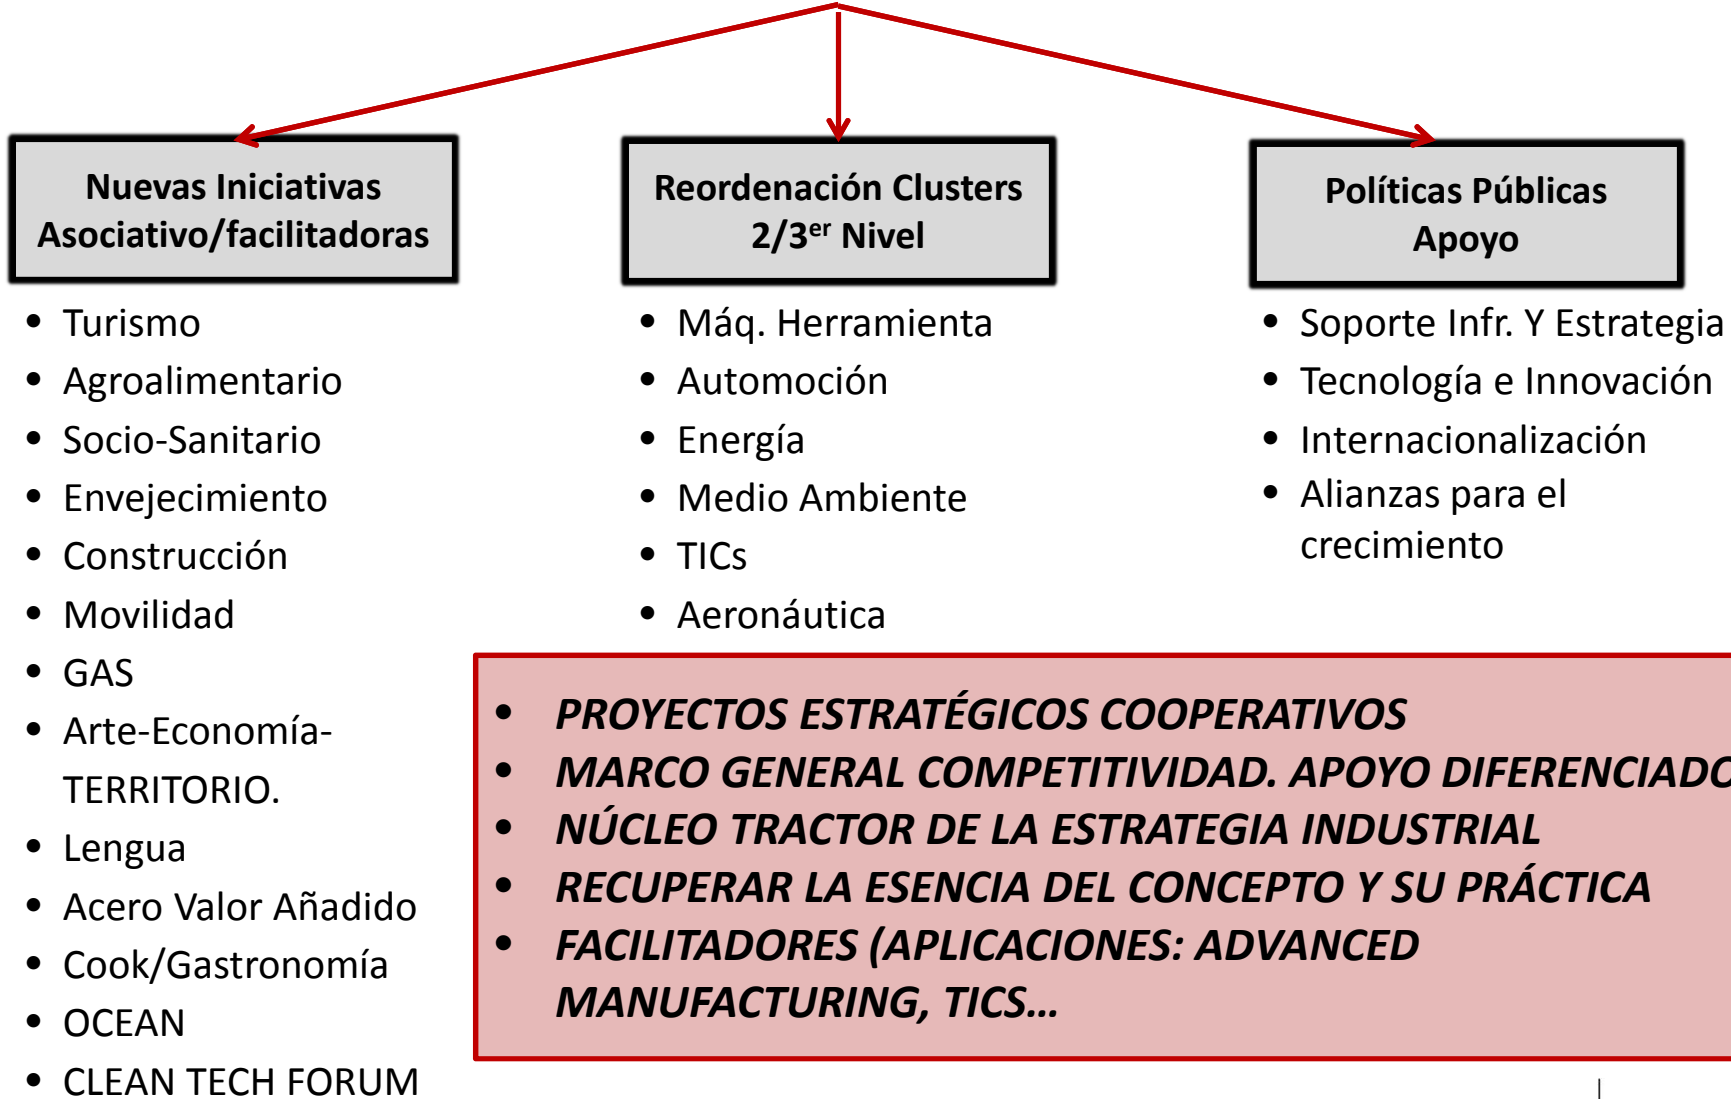 Nuevas Iniciativas
Asociativo/facilitadoras
• Turismo
• Agroalimentario
• Socio-Sanitario
• Envejecimiento
• Construcción
• Movilidad
• GAS
• Arte-Economía-
TERRITORIO.
• Lengua
• Acero Valor Añadido
• Cook/Gastronomía
• OCEAN
• CLEAN TECH FORUM
Reordenación Clusters
2/3er Nivel
• Máq. Herramienta
• Automoción
• Energía
• Medio Ambiente
• TICs
• Aeronáutica
Políticas Públicas
Apoyo
• Soporte Infr. Y Estrategia
• Tecnología e Innovación
• Internacionalización
• Alianzas para el
crecimiento
• PROYECTOS ESTRATÉGICOS COOPERATIVOS
• MARCO GENERAL COMPETITIVIDAD. APOYO DIFERENCIADO
• NÚCLEO TRACTOR DE LA ESTRATEGIA INDUSTRIAL
• RECUPERAR LA ESENCIA DEL CONCEPTO Y SU PRÁCTICA
• FACILITADORES (APLICACIONES: ADVANCED
MANUFACTURING, TICS…